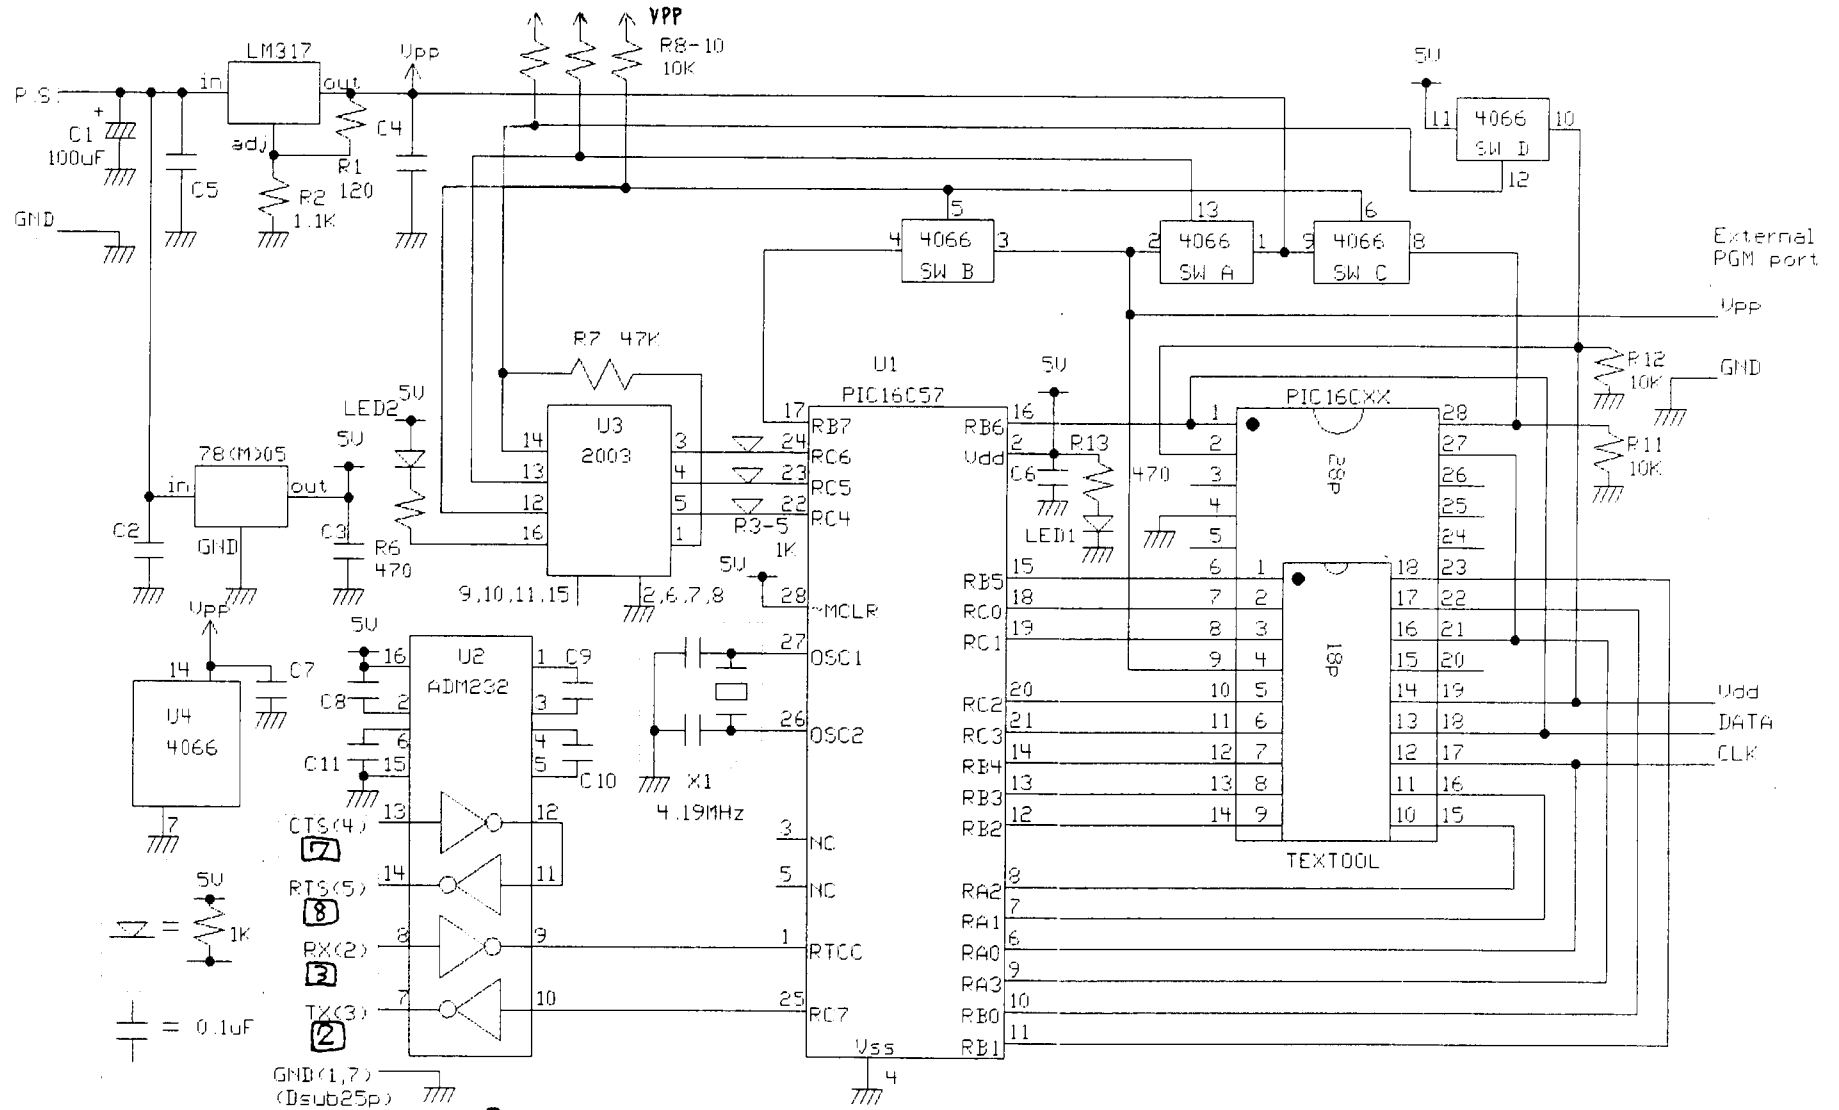 VPP
LM317
Vpp
R8-10
10K
5V
P.S.
in
out
+
C1
100uF
adj
C4
R1
120
C5
R2
1.1K
GND
11
4066
SW D
10
12
5
4
4066
SW B
3
13
2
4066
SW A
1
6
9
4066
SW C
8
External
PGM port
Vpp
GND
R12
10K
R11
10K
R7 47K
U1
PIC16C57
5V
PIC16CXX
LED2
5V
5V
78(M)05
in
out
GND
C2
C3
R6
470
U3
2003
14
13
12
16
3
4
5
1
9,10,11,15
2,6,7,8
R3-5
1K
5V
17
RB7
24
RC6
23
RC5
22
RC4
28
~MCLR
27
OSC1
26
OSC2
3
NC
5
NC
1
RTCC
25
RC7
Vss
4
RB6
16
Vdd
2
R13
470
C6
LED1
RB5
15
RC0
18
RC1
19
RC2
20
RC3
21
RB4
14
RB3
13
RB2
12
RA2
8
RA1
7
RA0
6
RA3
9
RB0
10
RB1
11
1
2
3
4
5
6
7
8
9
10
11
12
13
14
28p
28
27
26
25
24
23
22
21
20
19
18
17
16
15
1
2
3
4
5
6
7
8
9
18p
18
17
16
15
14
13
12
11
10
TEXTOOL
Vdd
DATA
CLK
Vpp
14
C7
U4
4066
7
5V
16
U2
ADM232
1
C9
C8
2
3
6
4
C11
15
5
C10
X1
4.19MHz
CTS(4)
13
12
7
RTS(5)
14
11
8
RX(2)
8
9
3
TX(3)
7
10
2
GND(1,7)
(Dsub25p)
5V
=
1K
= 0.1uF